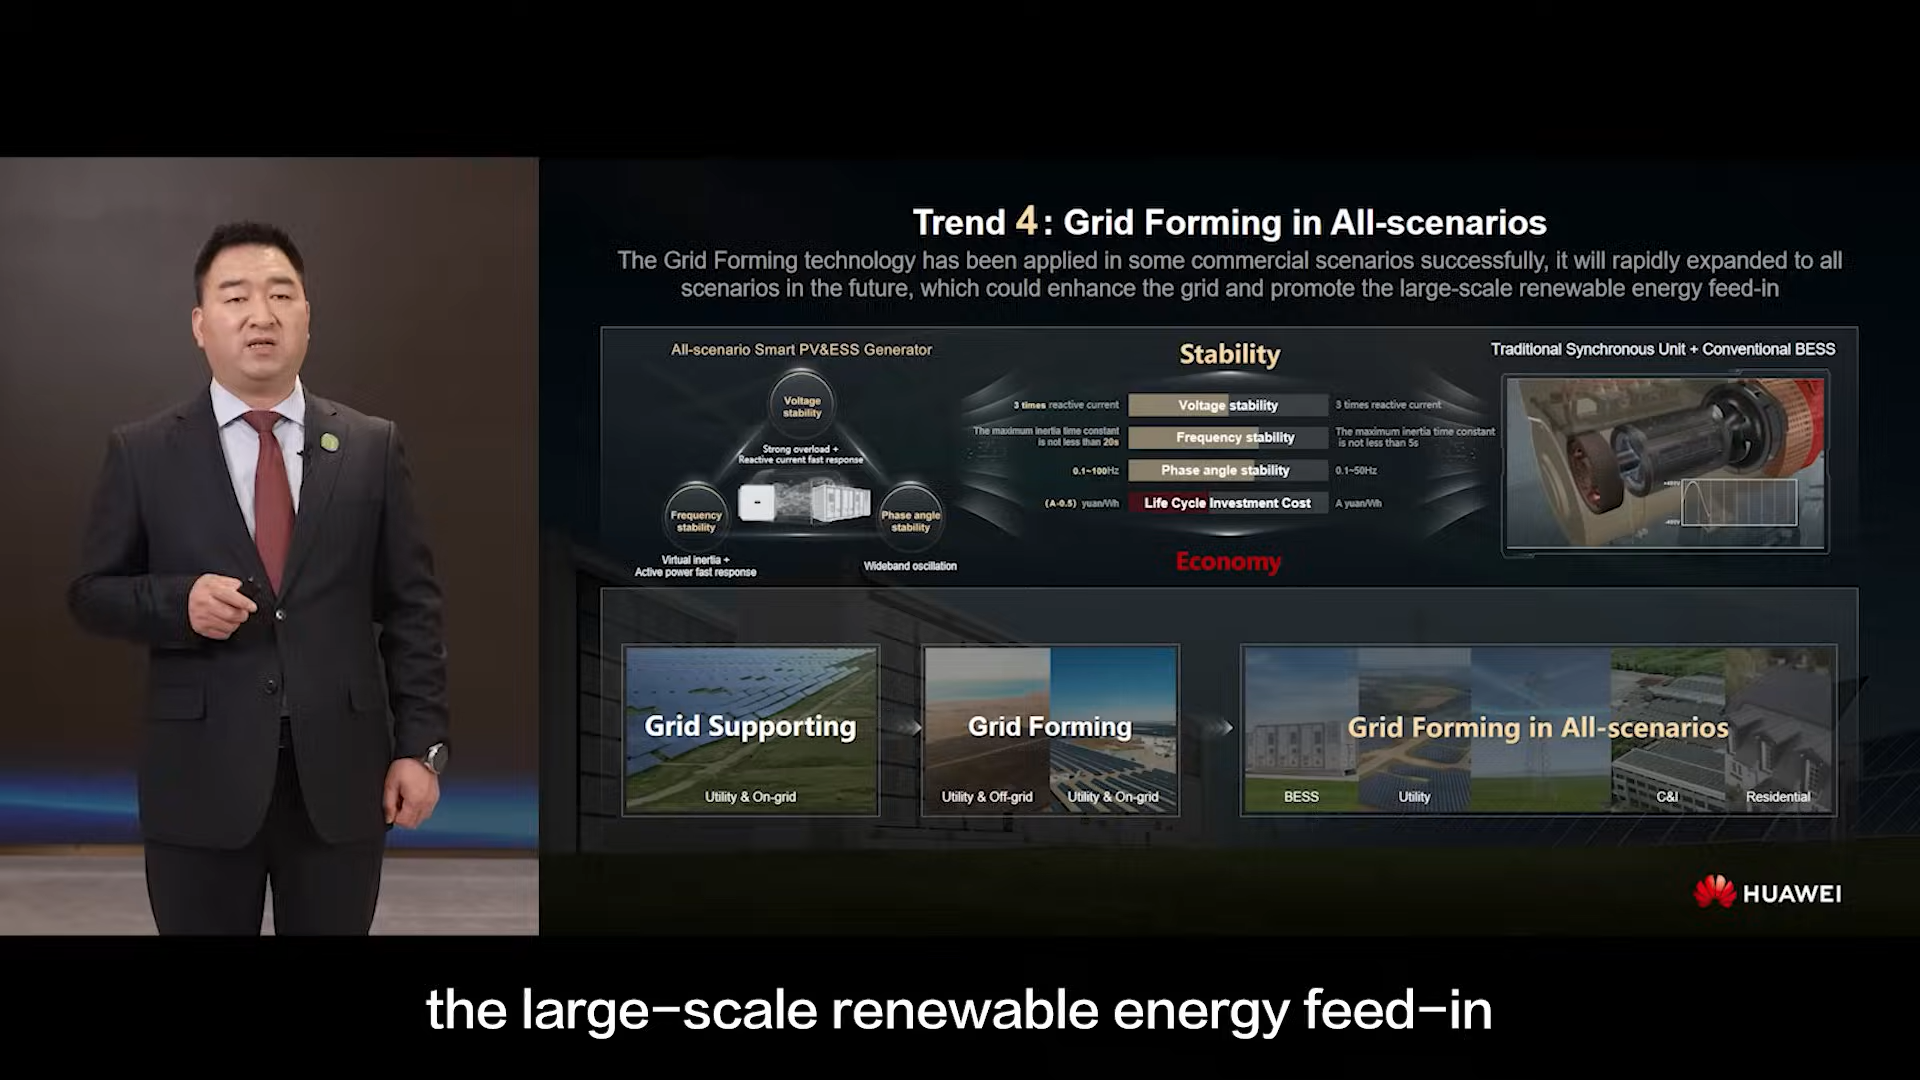 Trend 4: Grid Forming in All-scenarios
The Grid Forming technology has been applied in some commercial scenarios successfully, it will rapidly expanded to all
scenarios in the future, which could enhance the grid and promote the large-scale renewable energy feed-in
All-scenario Smart PV&ESS Generator
Voltage
stability
Strong overload +
Reactive current fast response
Frequency
stability
Phase angle
stability
Virtual inertia +
Active power fast response
Wideband oscillation
Stability
3 times reactive current
Voltage stability
3 times reactive current
The maximum inertia time constant
is not less than 20s
Frequency stability
The maximum inertia time constant
is not less than 5s
0.1~100Hz
Phase angle stability
0.1~50Hz
(A-0.5) yuan/Wh
Life Cycle Investment Cost
A yuan/Wh
Economy
Traditional Synchronous Unit + Conventional BESS
Grid Supporting
Utility & On-grid
Grid Forming
Utility & Off-grid
Utility & On-grid
Grid Forming in All-scenarios
BESS
Utility
C&I
Residential
HUAWEI
the large-scale renewable energy feed-in